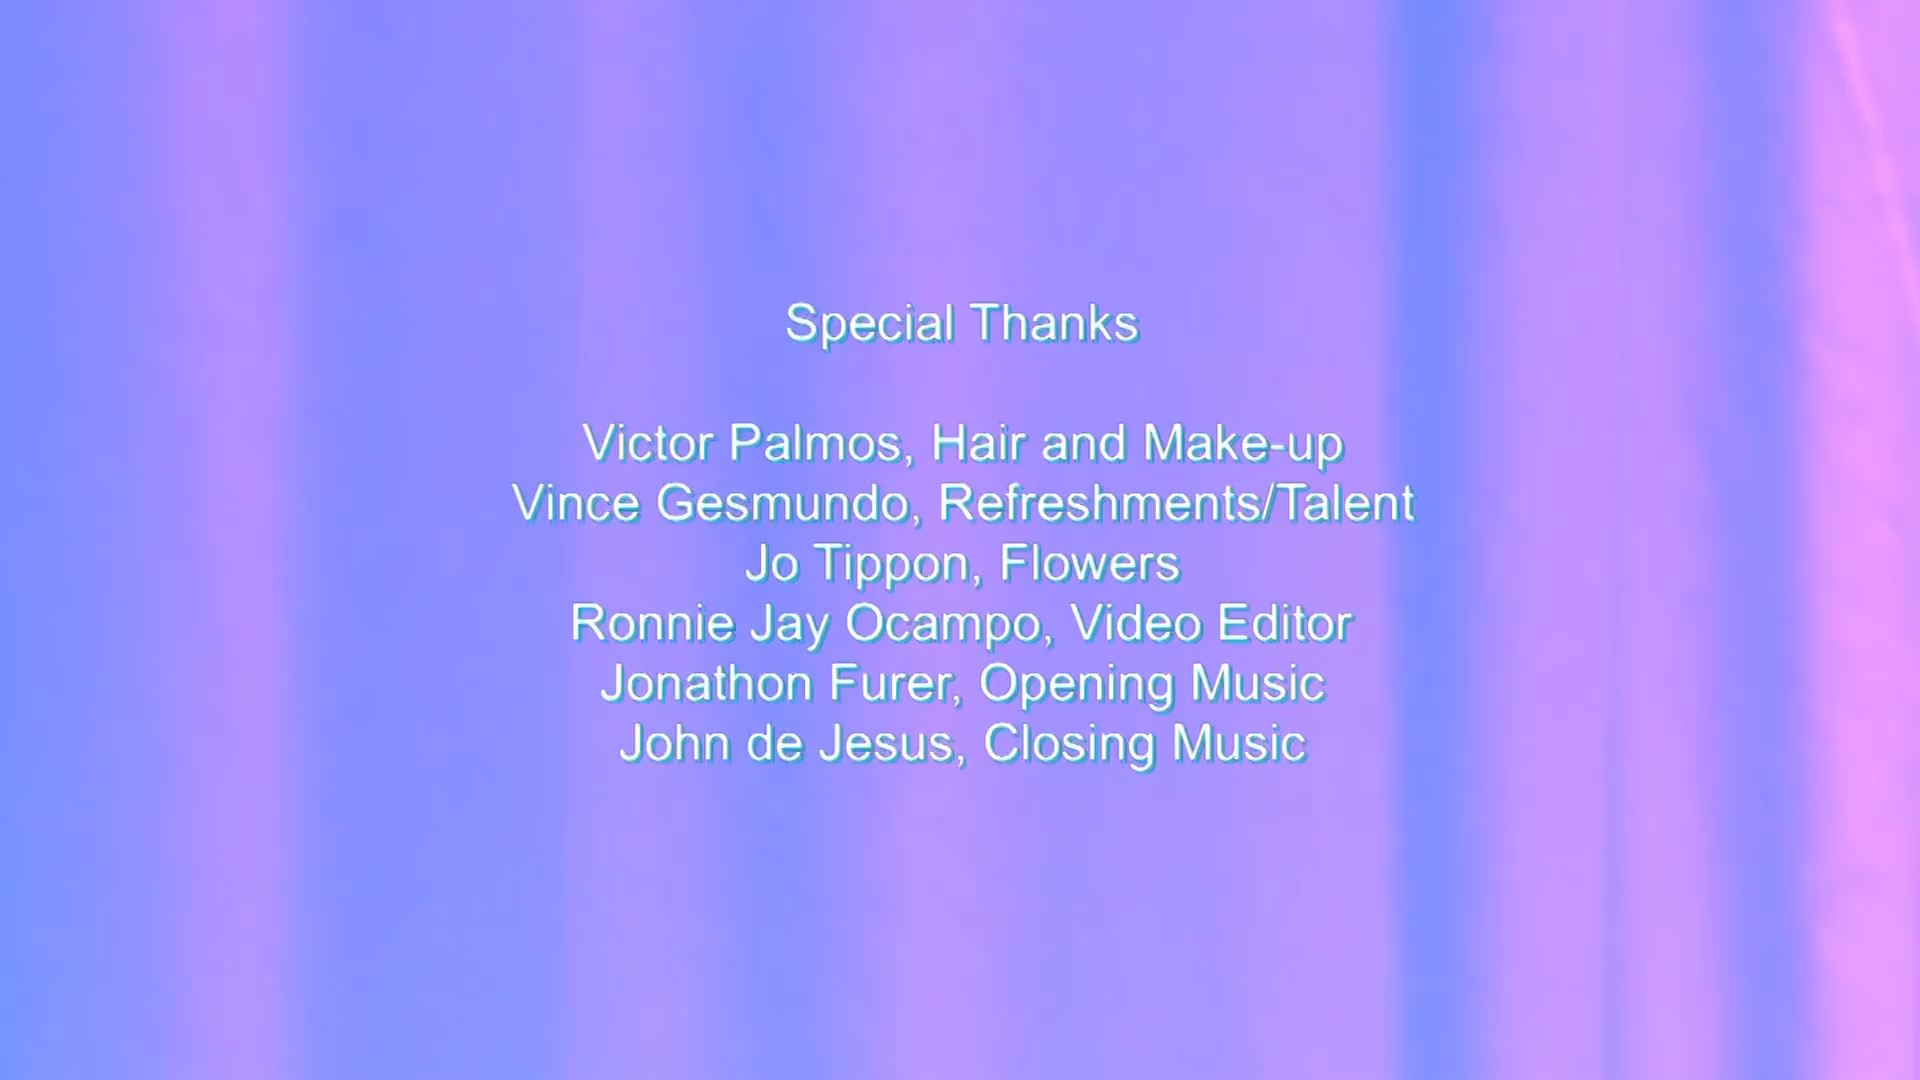 Special Thanks
Victor Palmos, Hair and Make-up
Vince Gesmundo, Refreshments/Talent
Jo Tippon, Flowers
Ronnie Jay Ocampo, Video Editor
Jonathon Furer, Opening Music
John de Jesus, Closing Music